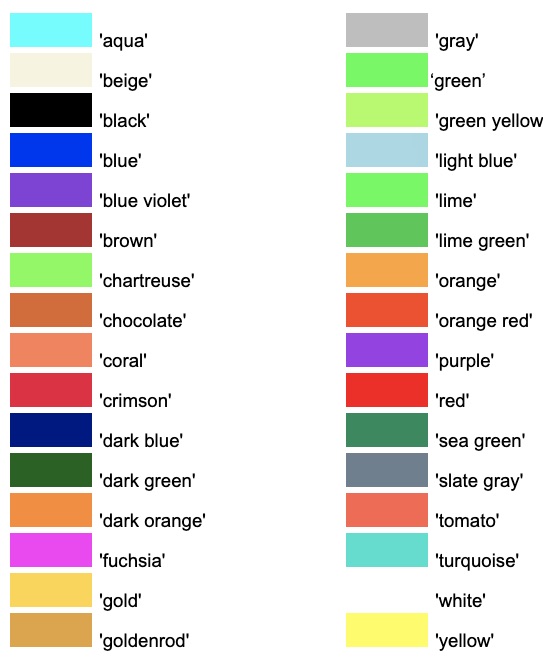 'aqua'
'beige'
'black'
'blue'
'blue violet'
'brown'
'chartreuse'
'chocolate'
'coral'
'crimson'
'dark blue'
'dark green'
'dark orange'
'fuchsia'
'gold'
'goldenrod'
'gray'
‘green’
'green yellow
'light blue'
'lime'
'lime green'
'orange'
'orange red'
'purple'
'red'
'sea green'
'slate gray'
'tomato'
'turquoise'
'white'
'yellow'